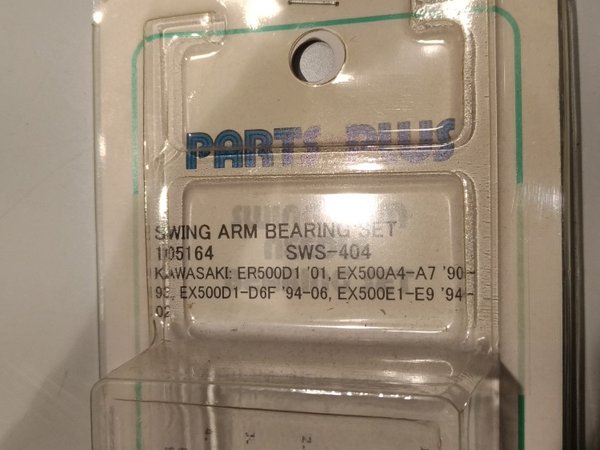 PARTS PLUS
SWING ARM BEARING SET
105164 SWS-404
KAWASAKI: ER500D1 '01, EX500A4-A7 '90-
93, EX500D1-D6F '94-06, EX500E1-E9 '94-
02